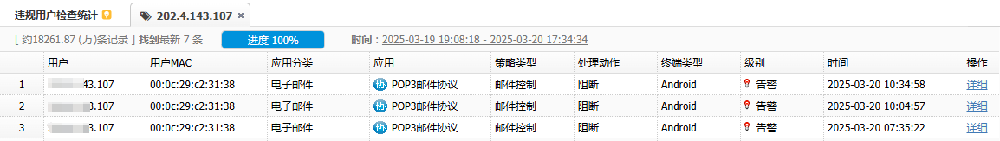 违规用户检查统计 ? 202.4.143.107 ×
[ 约18261.87 (万)条记录 ] 找到最新 7 条 进度 100% 时间：2025-03-19 19:08:18 - 2025-03-20 17:34:34
用户 用户MAC 应用分类 应用 策略类型 处理动作 终端类型 级别 时间 操作
1 43.107 00:0c:29:c2:31:38 电子邮件 协 POP3邮件协议 邮件控制 阻断 Android 告警 2025-03-20 10:34:58 详细
2 3.107 00:0c:29:c2:31:38 电子邮件 协 POP3邮件协议 邮件控制 阻断 Android 告警 2025-03-20 10:04:57 详细
3 3.107 00:0c:29:c2:31:38 电子邮件 协 POP3邮件协议 邮件控制 阻断 Android 告警 2025-03-20 07:35:22 详细